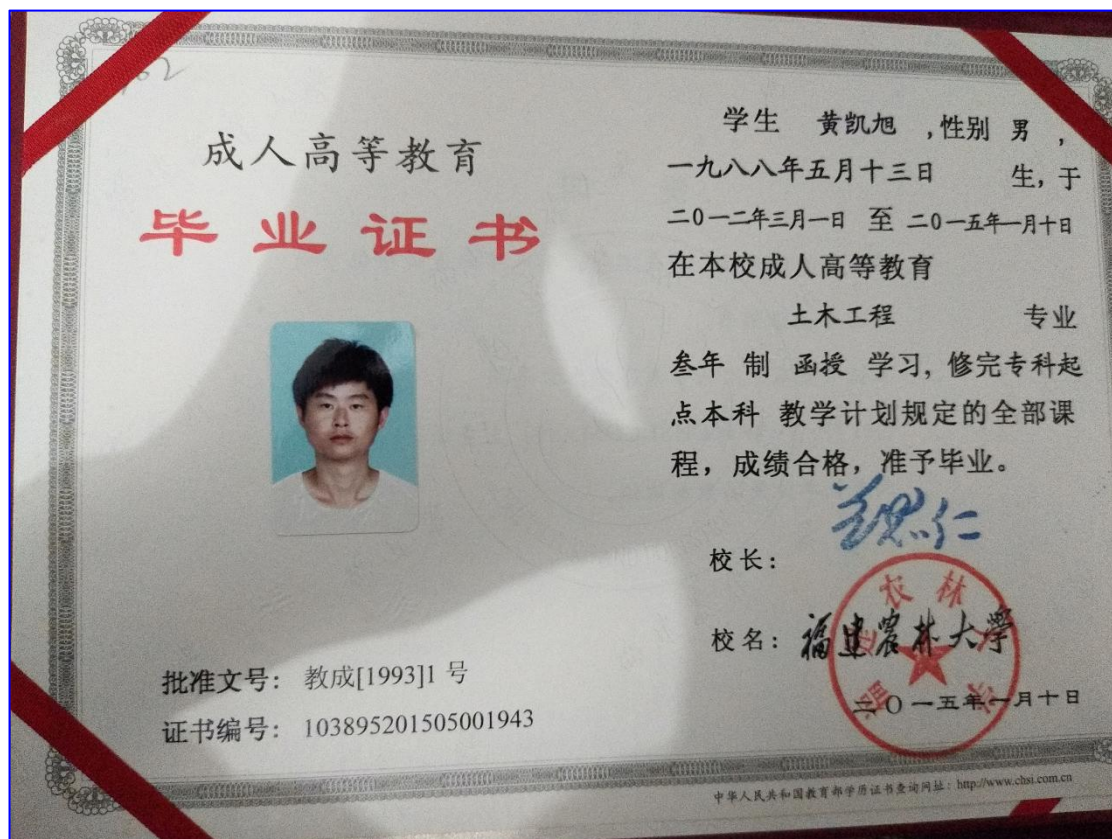 成人高等教育
毕业证书
批准文号： 教成[1993]1 号
证书编号： 103895201505001943
学生 黄凯旭 ，性别 男 ，
一九八八年五月十三日 生，于
二0一二年三月一日 至 二0一五年一月十日
在本校成人高等教育
土木工程 专业
叁年 制 函授 学习，修完专科起
点本科 教学计划规定的全部课
程，成绩合格，准予毕业。
校长：
校名：福建农林大學
二0一五年一月十日
中华人民共和国教育部学历证书查询网址：http://www.chsi.com.cn